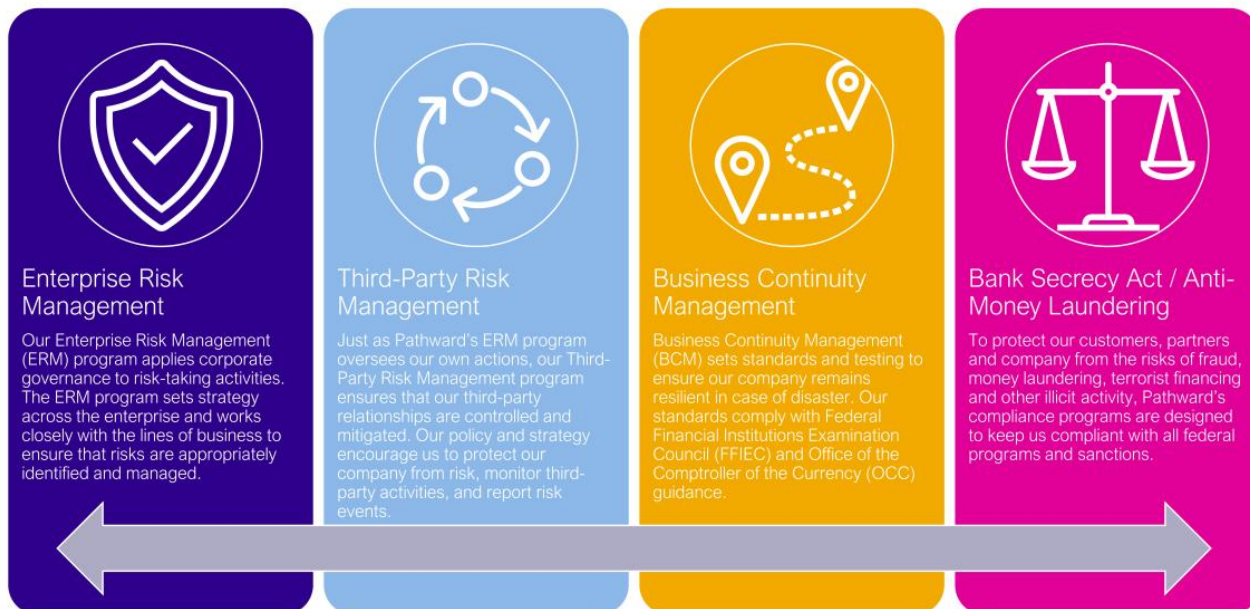 Enterprise Risk
Management
Our Enterprise Risk Management
(ERM) program applies corporate
governance to risk-taking activities.
The ERM program sets strategy
across the enterprise and works
closely with the lines of business to
ensure that risks are appropriately
identified and managed.
Third-Party Risk
Management
Just as Pathward's ERM program
oversees our own actions, our Third-
Party Risk Management program
ensures that our third-party
relationships are controlled and
mitigated. Our policy and strategy
encourage us to protect our
company from risk, monitor third-
party activities, and report risk
events.
Business Continuity
Management
Business Continuity Management
(BCM) sets standards and testing to
ensure our company remains
resilient in case of disaster. Our
standards comply with Federal
Financial Institutions Examination
Council (FFIEC) and Office of the
Comptroller of the Currency (OCC)
guidance.
Bank Secrecy Act / Anti-
Money Laundering
To protect our customers, partners
and company from the risks of fraud,
money laundering, terrorist financing
and other illicit activity, Pathward's
compliance programs are designed
to keep us compliant with all federal
programs and sanctions.